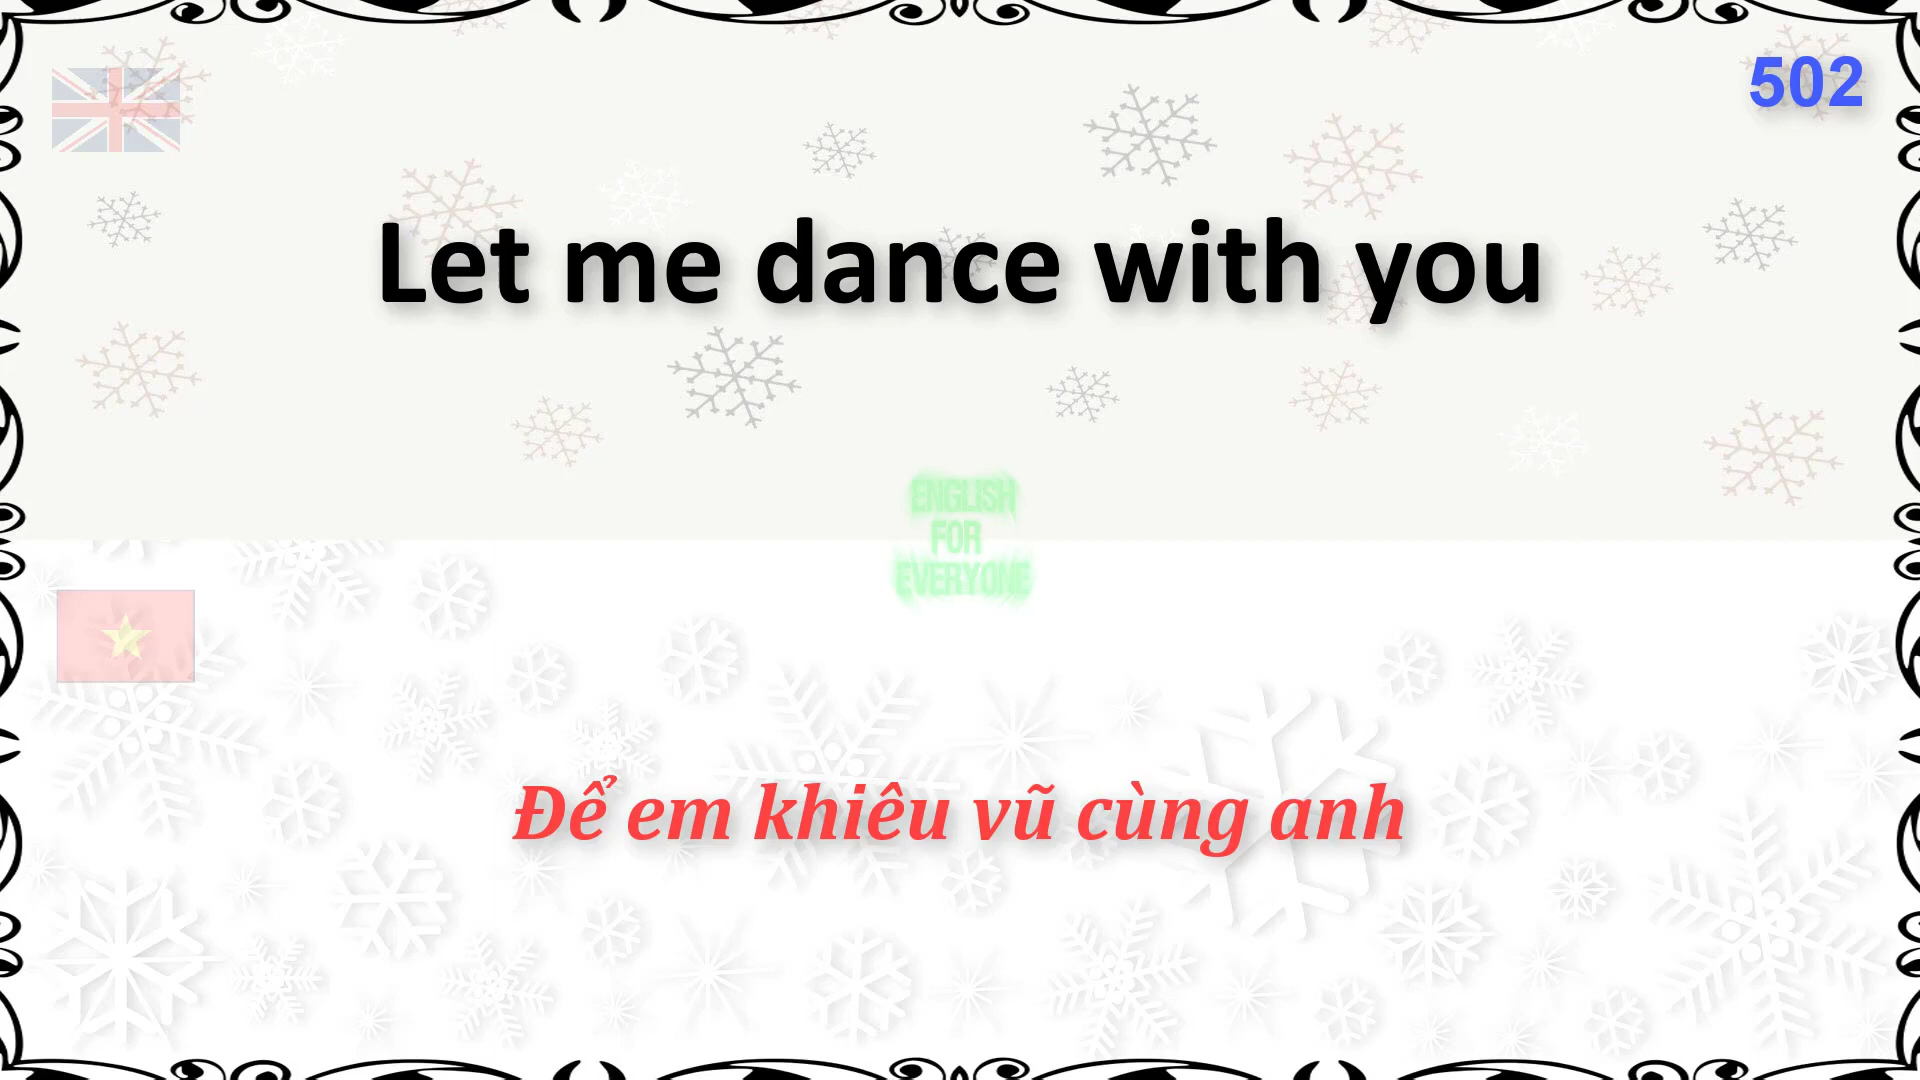 502
Let me dance with you
ENGLISH
FOR
EVERYONE
Để em khiêu vũ cùng anh